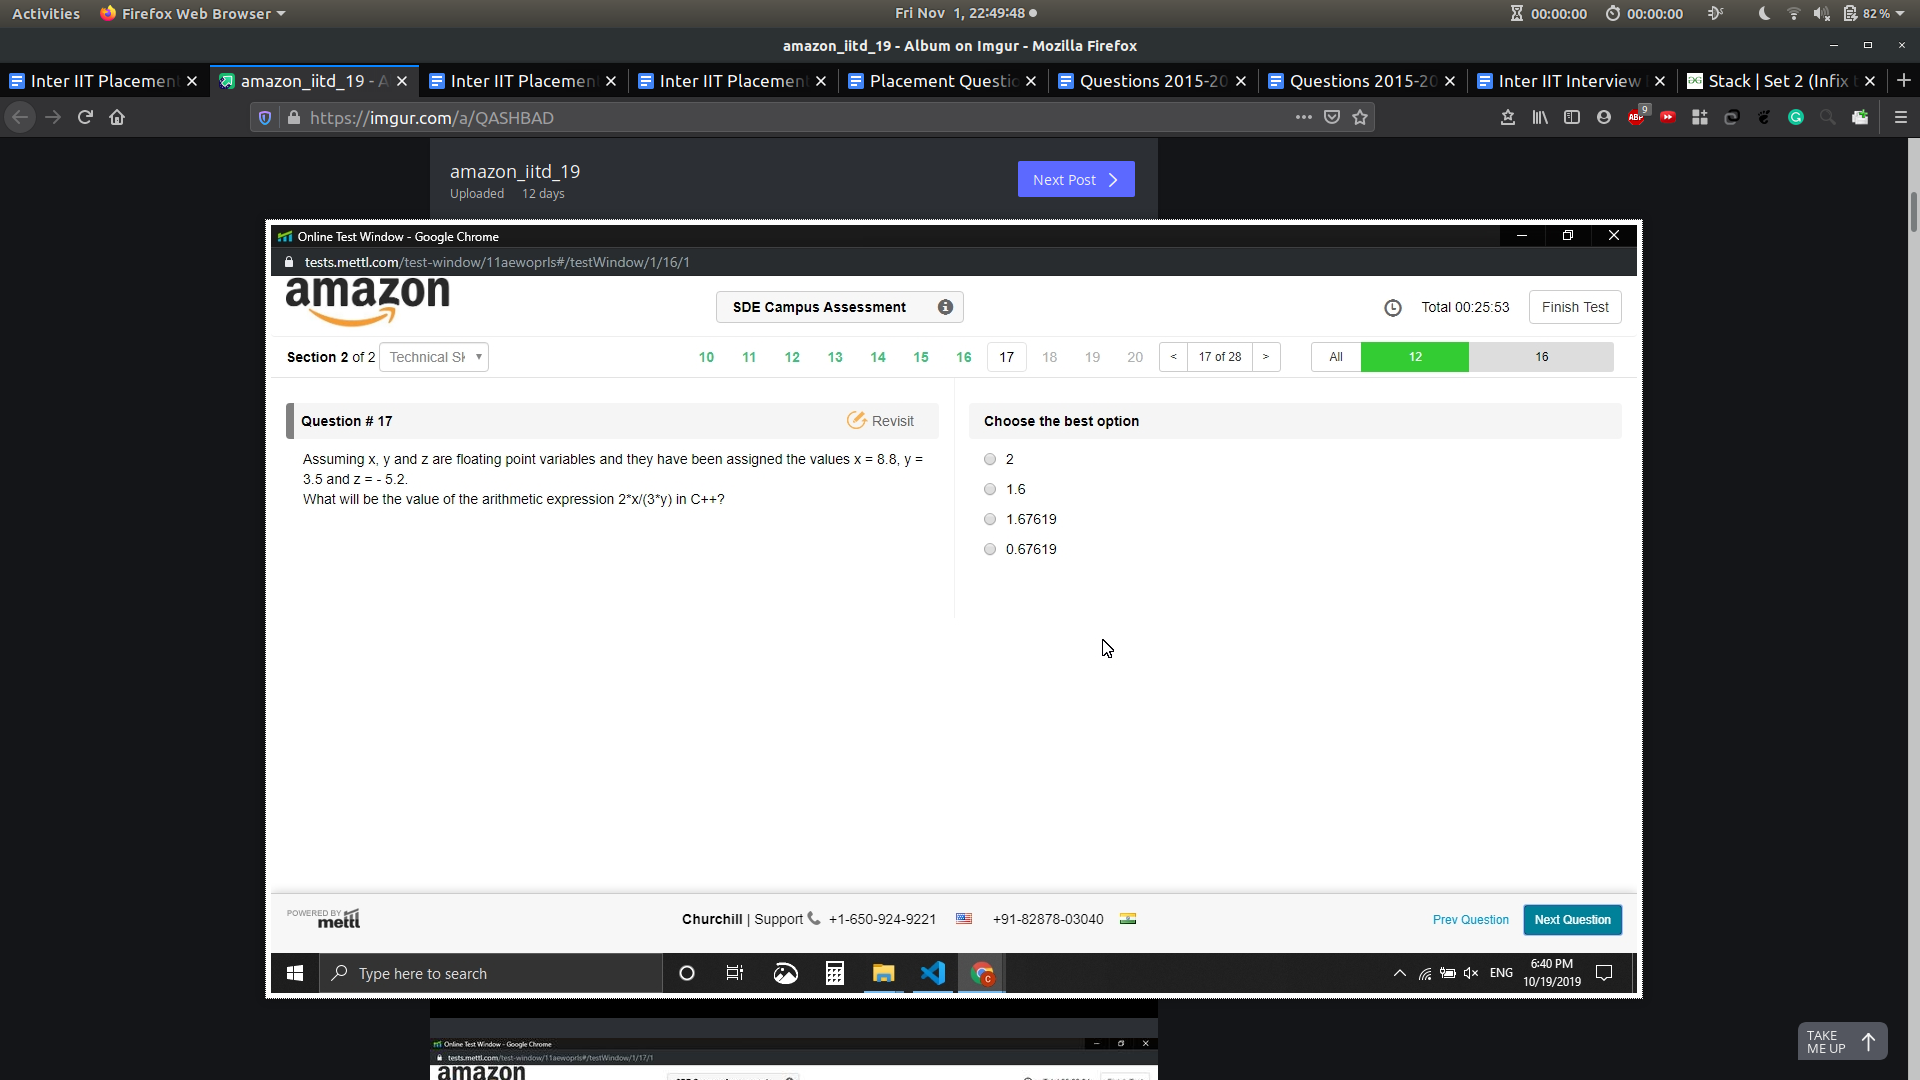 Activities Firefox Web Browser Fri Nov 1, 22:49:48 00:00:00 00:00:00 82%
amazon_iitd_19 - Album on Imgur - Mozilla Firefox
Inter IIT Placement amazon_iitd_19 - A Inter IIT Placement Inter IIT Placement Placement Questio Questions 2015-20 Questions 2015-20 Inter IIT Interview Stack | Set 2 (Infix t
https://imgur.com/a/QASHBAD ABP 9
amazon_iitd_19
Uploaded 12 days
Next Post
Online Test Window - Google Chrome
tests.mettl.com/test-window/11aewoprls#/testWindow/1/16/1
amazon
SDE Campus Assessment
Total 00:25:53 Finish Test
Section 2 of 2 Technical Sk 10 11 12 13 14 15 16 17 18 19 20 < 17 of 28 > All 12 16
Question # 17 Revisit
Assuming x, y and z are floating point variables and they have been assigned the values x = 8.8, y =
3.5 and z = - 5.2.
What will be the value of the arithmetic expression 2*x/(3*y) in C++?
Choose the best option
2
1.6
1.67619
0.67619
POWERED BY
mettl
Churchill | Support +1-650-924-9221 +91-82878-03040
Prev Question Next Question
Type here to search
ENG 6:40 PM
10/19/2019
Online Test Window - Google Chrome
tests.mettl.com/test-window/11aewoprls#/testWindow/1/17/1
amazon
TAKE
ME UP